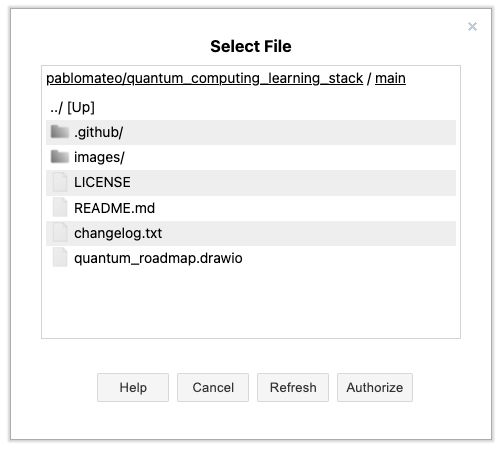 ×
Select File
pablomateo/quantum_computing_learning_stack / main
../ [Up]
.github/
images/
LICENSE
README.md
changelog.txt
quantum_roadmap.drawio
Help Cancel Refresh Authorize